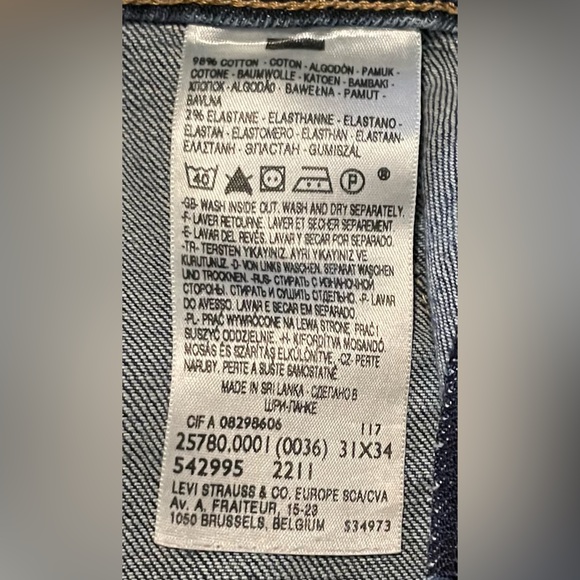 98% COTTON - COTON - ALGODÓN - PAMUK -
COTONE - BAUMWOLLE - KATOEN - BAMBAKI -
ХЛОПОК - ALGODÃO - BAWEŁNA - PAMUT -
BAVLNA
2% ELASTANE - ELASTHANNE - ELASTANO -
ELASTAN - ELASTOMERO - ELASTHAN - ELASTAAN-
ΕΛΑΣΤΑΝΗ - ЭЛАСТАН - GUMISZÁL
40 P ®
-GB- WASH INSIDE OUT. WASH AND DRY SEPARATELY.
-F- LAVER RETOURNE. LAVER ET SECHER SEPAREMENT
-E- LAVAR DEL REVÉS. LAVAR Y SECAR POR SEPARADO.
-TR- TERSTEN YIKAYINIZ. AYRI YIKAYINIZ VE
KURUTUNUZ. -D- VON LINKS WASCHEN. SEPARAT WASCHEN
UND TROCKNEN. -RUS- СТИРАТЬ С ИЗНАНОЧНОЙ
СТОРОНЫ. СТИРАТЬ И СУШИТЬ ОТДЕЛЬНО. -P- LAVAR
DO AVESSO. LAVAR E SECAR EM SEPARADO.
-PL- PRAĆ WYWRÓCONE NA LEWĄ STRONĘ. PRAĆ I
SUSZYĆ ODDZIELNIE. -H- KIFORDÍTVA MOSANDÓ.
MOSÁS ÉS SZÁRÍTÁS ELKÜLÖNÍTVE. -CZ- PERTE
NARUBY. PERTE A SUŠTE SAMOSTATNĚ.
MADE IN SRI LANKA - СДЕЛАНО В
ШРИ-ЛАНКЕ
CIF A 08298606 117
25780.0001 (0036) 31X34
542995 2211
LEVI STRAUSS & CO. EUROPE SCA/CVA
Av. A. FRAITEUR, 15-23
1050 BRUSSELS, BELGIUM S34973